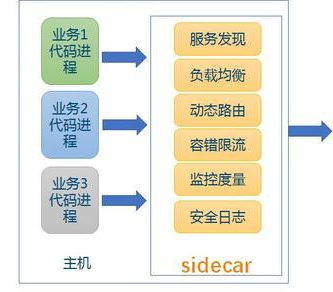 业务1
代码进
程
业务2
代码进
程
业务3
代码进
程
主机
服务发现
负载均衡
动态路由
容错限流
监控度量
安全日志
sidecar